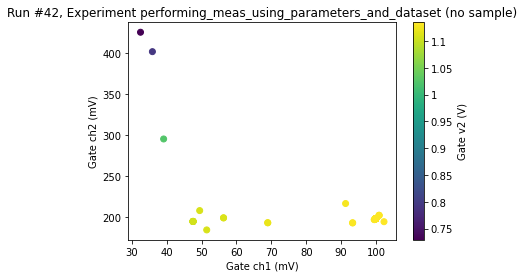 Run #42, Experiment performing_meas_using_parameters_and_dataset (no sample)
400
350
300
250
200
30 40 50 60 70 80 90 100
Gate ch1 (mV)
Gate ch2 (mV)
1.1
1.05
1
0.95
0.9
0.85
0.8
0.75
Gate v2 (V)